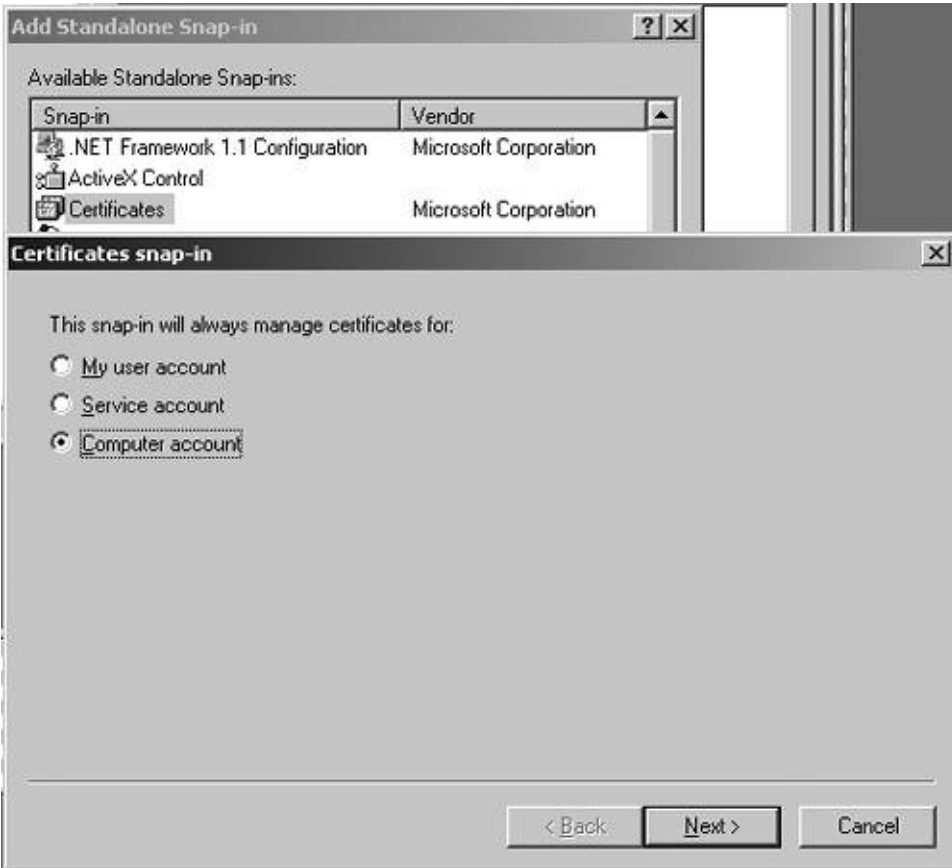 Add Standalone Snap-in
Available Standalone Snap-ins:
Snap-in Vendor
.NET Framework 1.1 Configuration Microsoft Corporation
ActiveX Control
Certificates Microsoft Corporation
Certificates snap-in
This snap-in will always manage certificates for:
My user account
Service account
Computer account
< Back Next > Cancel